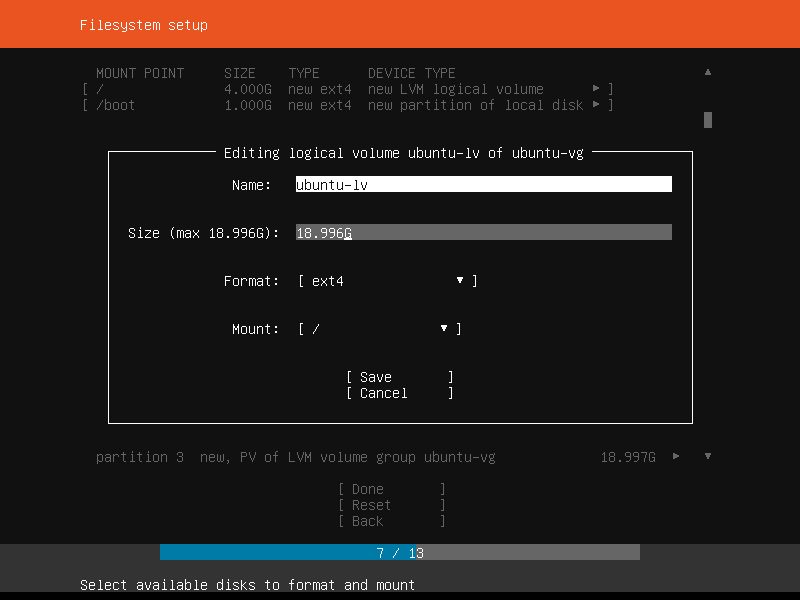 Filesystem setup
MOUNT POINT SIZE TYPE DEVICE TYPE ▲
[ / 4.000G new ext4 new LVM logical volume ▶ ]
[ /boot 1.000G new ext4 new partition of local disk ▶ ]
Editing logical volume ubuntu-lv of ubuntu-vg
Name: ubuntu-lv
Size (max 18.996G): 18.996G
Format: [ ext4 ▼ ]
Mount: [ / ▼ ]
[ Save ]
[ Cancel ]
partition 3 new, PV of LVM volume group ubuntu-vg 18.997G ▶ ▼
[ Done ]
[ Reset ]
[ Back ]
7 / 13
Select available disks to format and mount